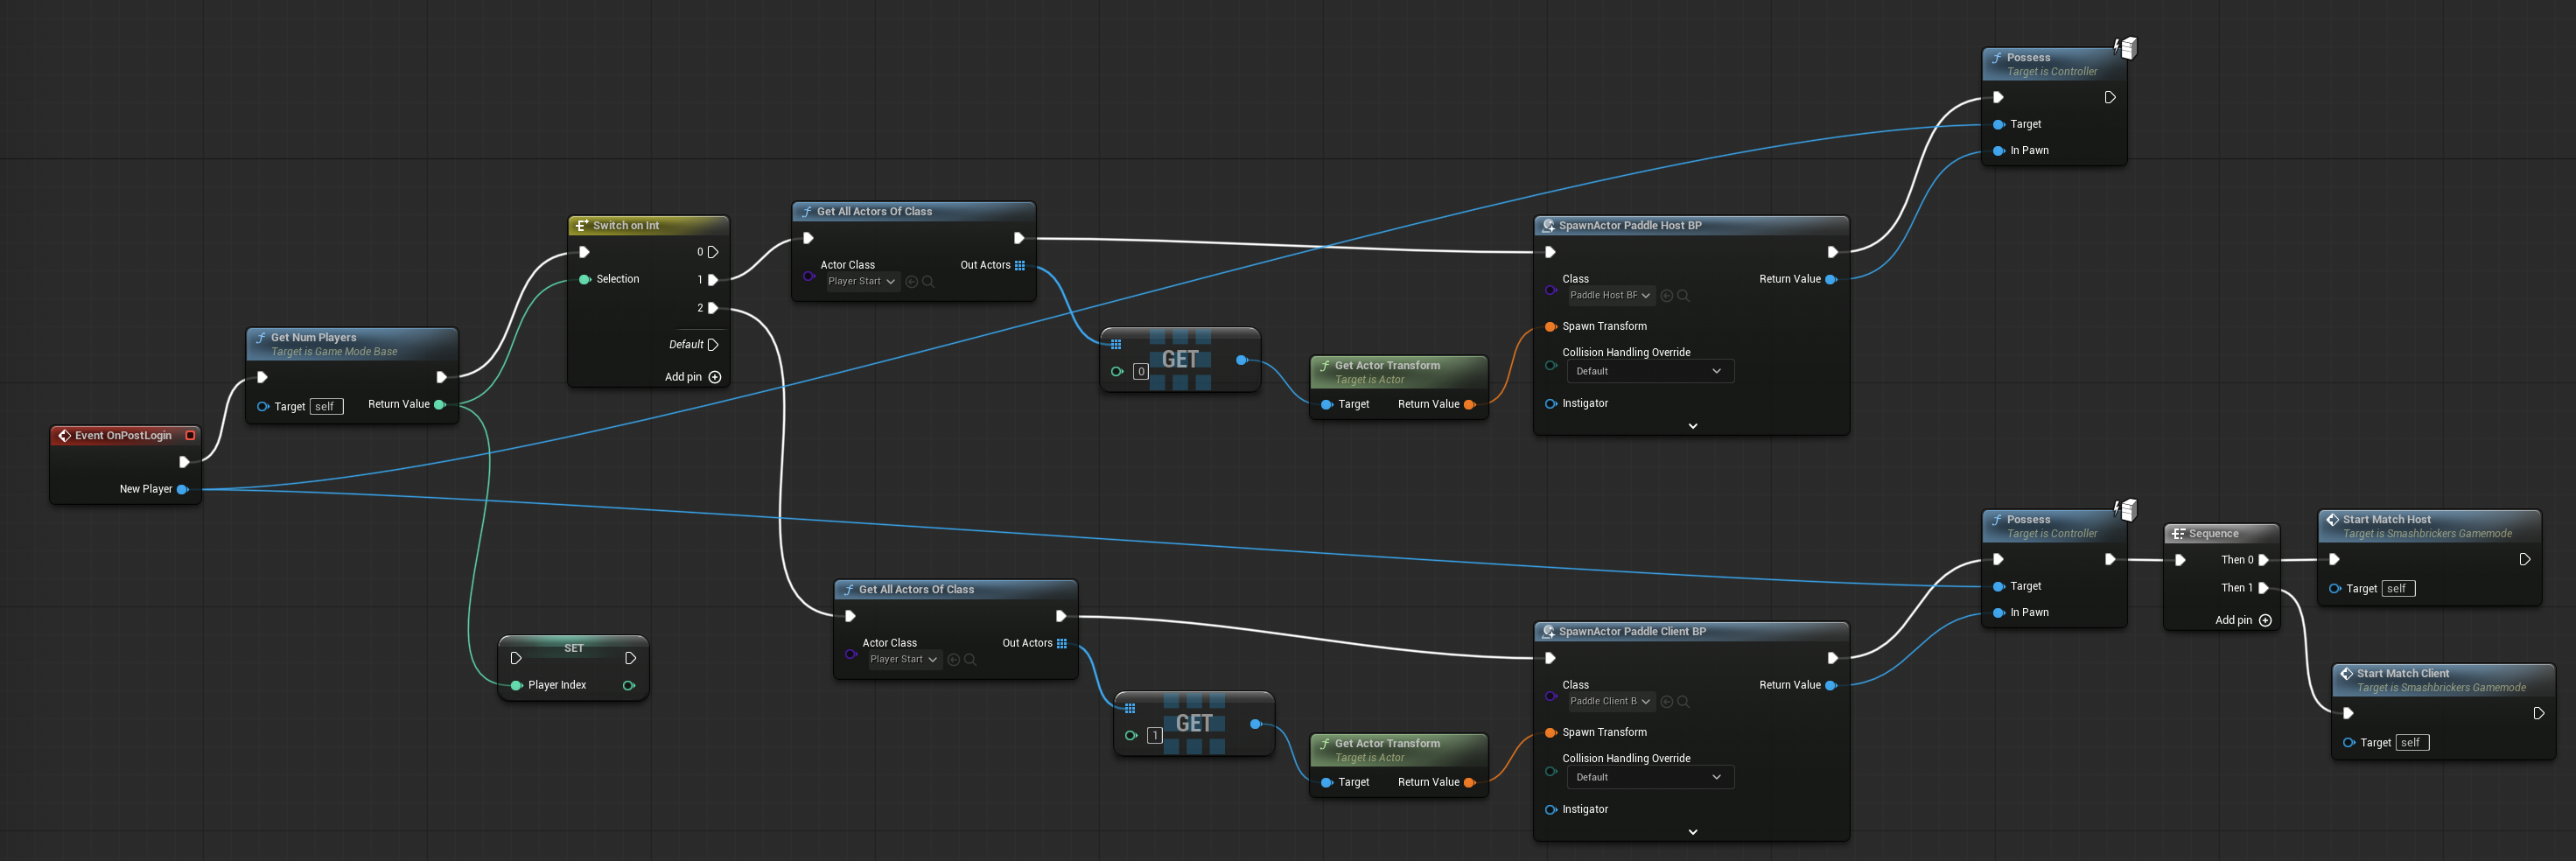 Event OnPostLogin
New Player
Get Num Players
Target is Game Mode Base
Target self
Return Value
Switch on Int
Selection
0
1
2
Default
Add pin
SET
Player Index
Get All Actors Of Class
Actor Class
Player Start
Out Actors
GET
0
Get Actor Transform
Target is Actor
Target
Return Value
SpawnActor Paddle Host BP
Class
Paddle Host BF
Return Value
Spawn Transform
Collision Handling Override
Default
Instigator
Possess
Target is Controller
Target
In Pawn
Get All Actors Of Class
Actor Class
Player Start
Out Actors
GET
1
Get Actor Transform
Target is Actor
Target
Return Value
SpawnActor Paddle Client BP
Class
Paddle Client B
Return Value
Spawn Transform
Collision Handling Override
Default
Instigator
Possess
Target is Controller
Target
In Pawn
Sequence
Then 0
Then 1
Add pin
Start Match Host
Target is Smashbrickers Gamemode
Target self
Start Match Client
Target is Smashbrickers Gamemode
Target self